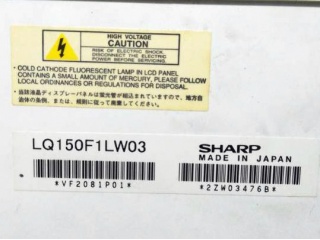 HIGH VOLTAGE
CAUTION
RISK OF ELECTRIC SHOCK.
DISCONNECT THE ELECTRIC
POWER BEFORE SERVICING.
• COLD CATHODE FLUORESCENT LAMP IN LCD PANEL
CONTAINS A SMALL AMOUNT OF MERCURY, PLEASE FOLLOW
LOCAL ORDINANCES OR REGULATIONS FOR DISPOSAL.
• 当該液晶ディスプレーパネルは蛍光管が組込まれていますので、地方自
治体の条例、または、規則に従って廃棄してください。
LQ150F1LW03
SHARP
MADE IN JAPAN
*VF2081P01*
*2ZW03476B*